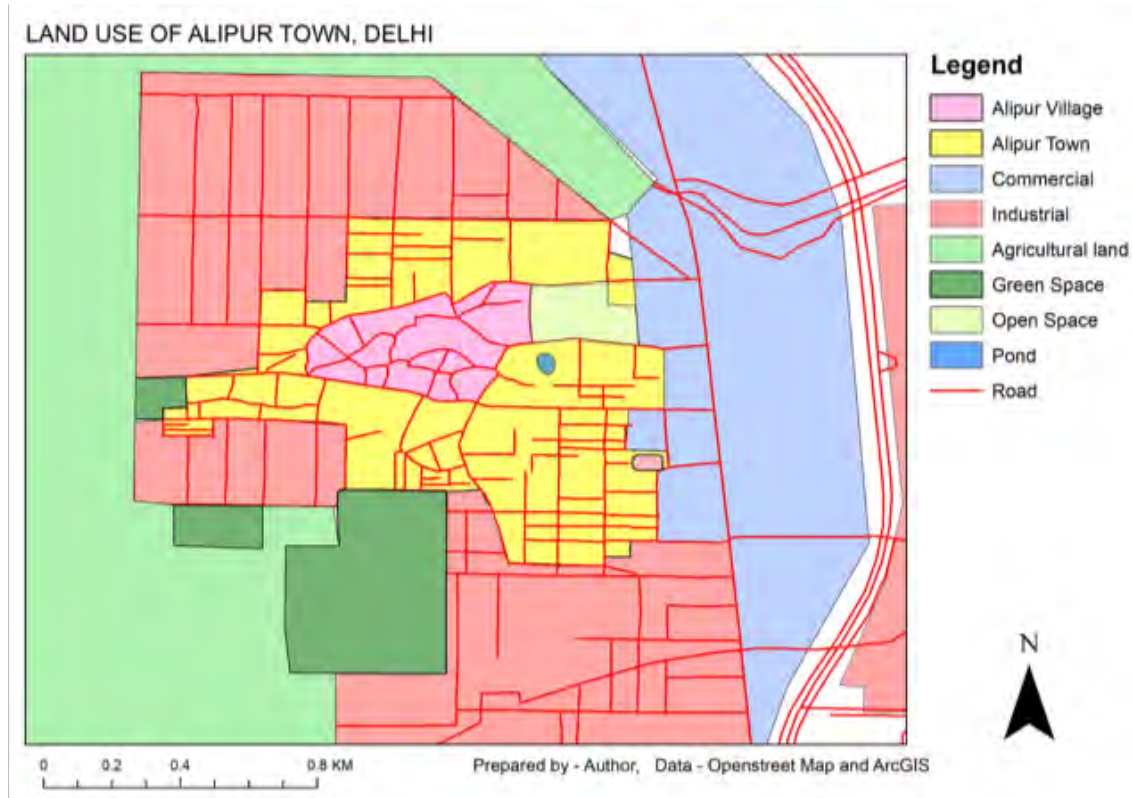 LAND USE OF ALIPUR TOWN, DELHI
Legend
Alipur Village
Alipur Town
Commercial
Industrial
Agricultural land
Green Space
Open Space
Pond
Road
N
0 0.2 0.4 0.8 KM
Prepared by - Author, Data - Openstreet Map and ArcGIS